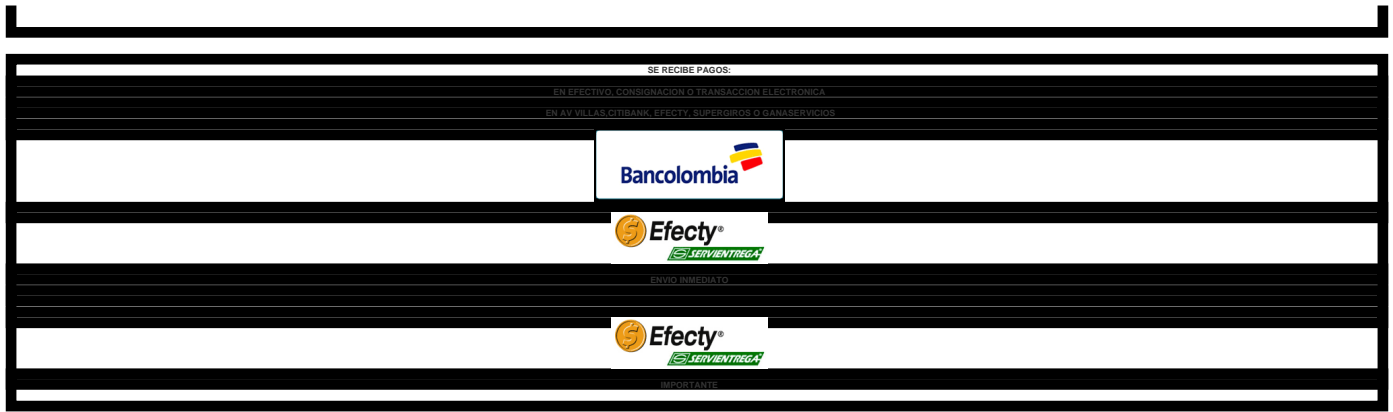 SE RECIBE PAGOS:
EN EFECTIVO, CONSIGNACION O TRANSACCION ELECTRONICA
EN AV VILLAS,CITIBANK, EFECTY, SUPERGIROS O GANASERVICIOS
Bancolombia
$ Efecty®
S SERVIENTREGA
ENVIO INMEDIATO
$ Efecty®
S SERVIENTREGA
IMPORTANTE